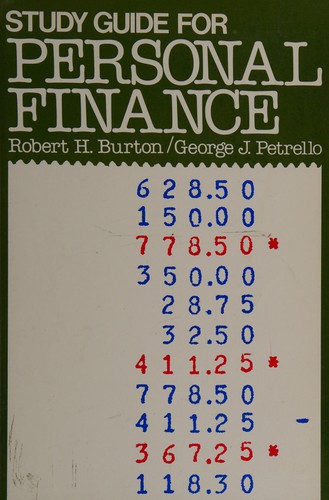 STUDY GUIDE FOR
PERSONAL
FINANCE
Robert H. Burton/George J. Petrello
628.50
150.00
778.50*
350.00
28.75
32.50
411.25*
778.50
411.25 -
367.25*
118.30